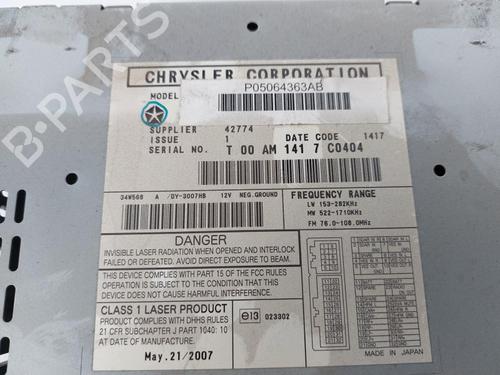 B-PARTS
CHRYSLER CORPORATION
MODEL
P05064363AB
SUPPLIER 42774
ISSUE 1 DATE CODE 1417
SERIAL NO. T 00 AM 141 7 C0404
34W568 A /DY-3007HB 12V NEG.GROUND
FREQUENCY RANGE
LW 153-282KHz
MW 522-1710KHz
FM 76.0-108.0MHz
DANGER
INVISIBLE LASER RADIATION WHEN OPEN AND INTERLOCK
FAILED OR DEFEATED. AVOID DIRECT EXPOSURE TO BEAM.
THIS DEVICE COMPLIES WITH PART 15 OF THE FCC RULES
OPERATION IS SUBJECT TO THE CONDITION THAT THIS
DEVICE DOES NOT CAUSE HARMFUL INTERFERENCE.
CLASS 1 LASER PRODUCT
PRODUCT COMPLIES WITH DHHS RULES
21 CFR SUBCHAPTER J PART 1040: 10
AT DATE OF MANUFACTURE.
May.21/2007
e13 023302
MADE IN JAPAN